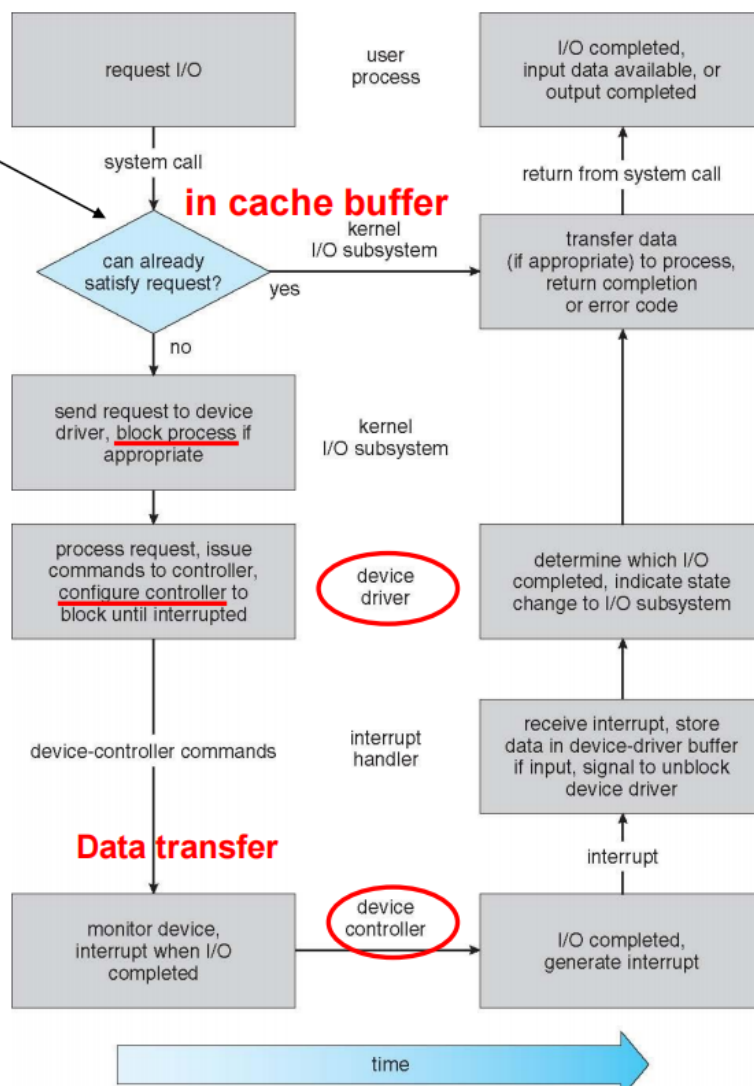 request I/O
user
process
I/O completed,
input data available, or
output completed
system call
return from system call
in cache buffer
kernel
I/O subsystem
can already
satisfy request?
yes
transfer data
(if appropriate) to process,
return completion
or error code
no
send request to device
driver, block process if
appropriate
kernel
I/O subsystem
process request, issue
commands to controller,
configure controller to
block until interrupted
device
driver
determine which I/O
completed, indicate state
change to I/O subsystem
device-controller commands
interrupt
handler
receive interrupt, store
data in device-driver buffer
if input, signal to unblock
device driver
Data transfer
interrupt
monitor device,
interrupt when I/O
completed
device
controller
I/O completed,
generate interrupt
time